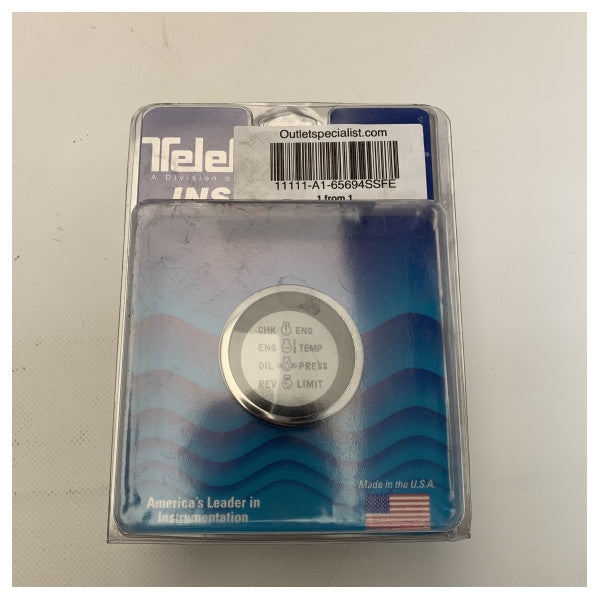 Outletspecialist.com
Telef
A Division o
INS
11111-A1-65694SSFE
1 from 1
CHK ENG
ENG TEMP
OIL PRESS
REV LIMIT
Made in the U.S.A.
America's Leader in
Instrumentation